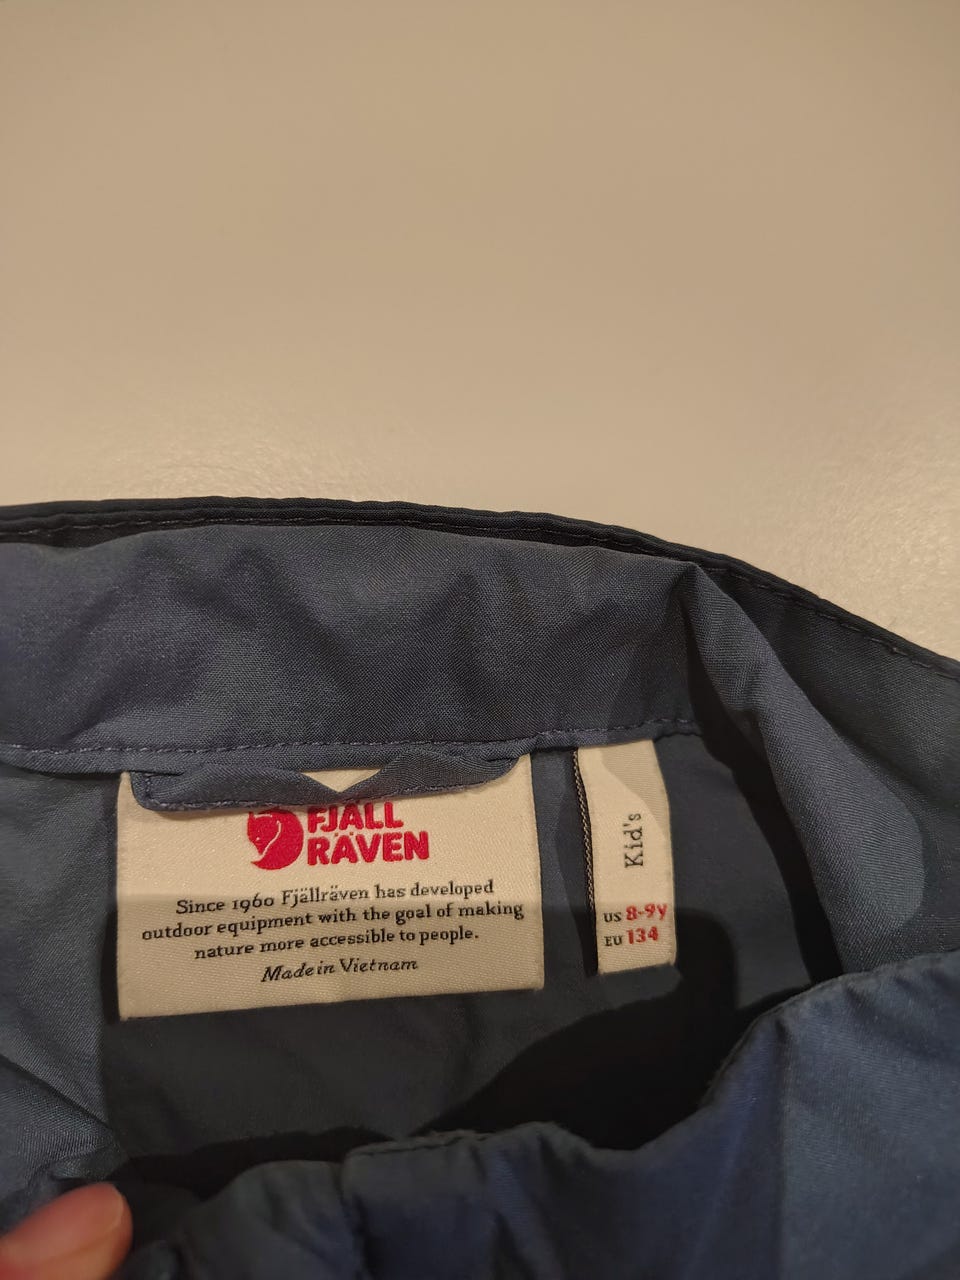 FJÄLL
RÄVEN
Since 1960 Fjällräven has developed
outdoor equipment with the goal of making
nature more accessible to people.
Made in Vietnam
Kid's
US 8-9y
EU 134